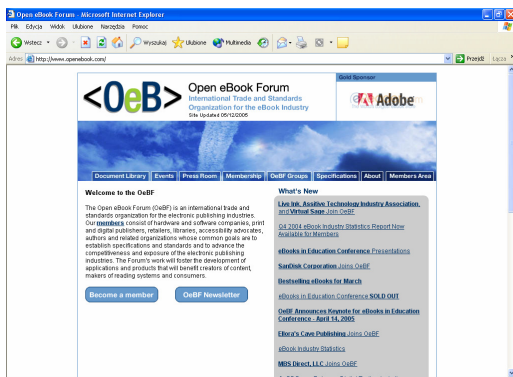 Open eBook Forum - Microsoft Internet Explorer
Plik Edycja Widok Ulubione Narzędzia Pomoc
Wstecz Wyszukaj Ulubione Multimedia
Adres http://www.openebook.com/ Przejdź Łącza
Gold Sponsor
<OeB> Open eBook Forum
International Trade and Standards
Organization for the eBook Industry
Site Updated 05/12/2005
Adobe
Document Library Events Press Room Membership OeBF Groups Specifications About Members Area
Welcome to the OeBF
The Open eBook Forum (OeBF) is an international trade and
standards organization for the electronic publishing industries.
Our members consist of hardware and software companies, print
and digital publishers, retailers, libraries, accessibility advocates,
authors and related organizations whose common goals are to
establish specifications and standards and to advance the
competitiveness and exposure of the electronic publishing
industries. The Forum's work will foster the development of
applications and products that will benefit creators of content,
makers of reading systems and consumers.
Become a member OeBF Newsletter
What's New
Live Ink, Assitive Technology Industry Association,
and Virtual Sage Join OeBF
Q4 2004 eBook Industry Statistics Report Now
Available for Members
eBooks in Education Conference Presentations
SanDisk Corporation Joins OeBF
Bestselling eBooks for March
eBooks in Education Conference SOLD OUT
OeBF Announces Keynote for eBooks in Education
Conference - April 14, 2005
Ellora's Cave Publishing Joins OeBF
eBook Industry Statistics
MBS Direct, LLC Joins OeBF